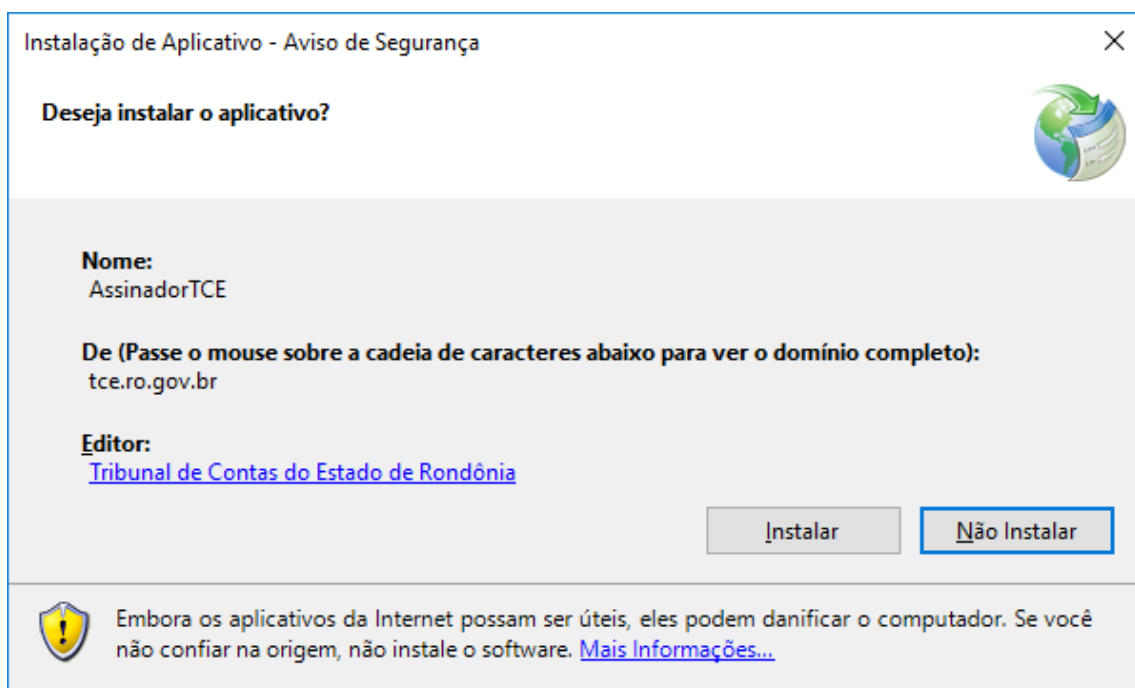 Instalação de Aplicativo - Aviso de Segurança
Deseja instalar o aplicativo?
Nome:
AssinadorTCE
De (Passe o mouse sobre a cadeia de caracteres abaixo para ver o domínio completo):
tce.ro.gov.br
Editor:
Tribunal de Contas do Estado de Rondônia
Instalar
Não Instalar
Embora os aplicativos da Internet possam ser úteis, eles podem danificar o computador. Se você
não confiar na origem, não instale o software. Mais Informações...